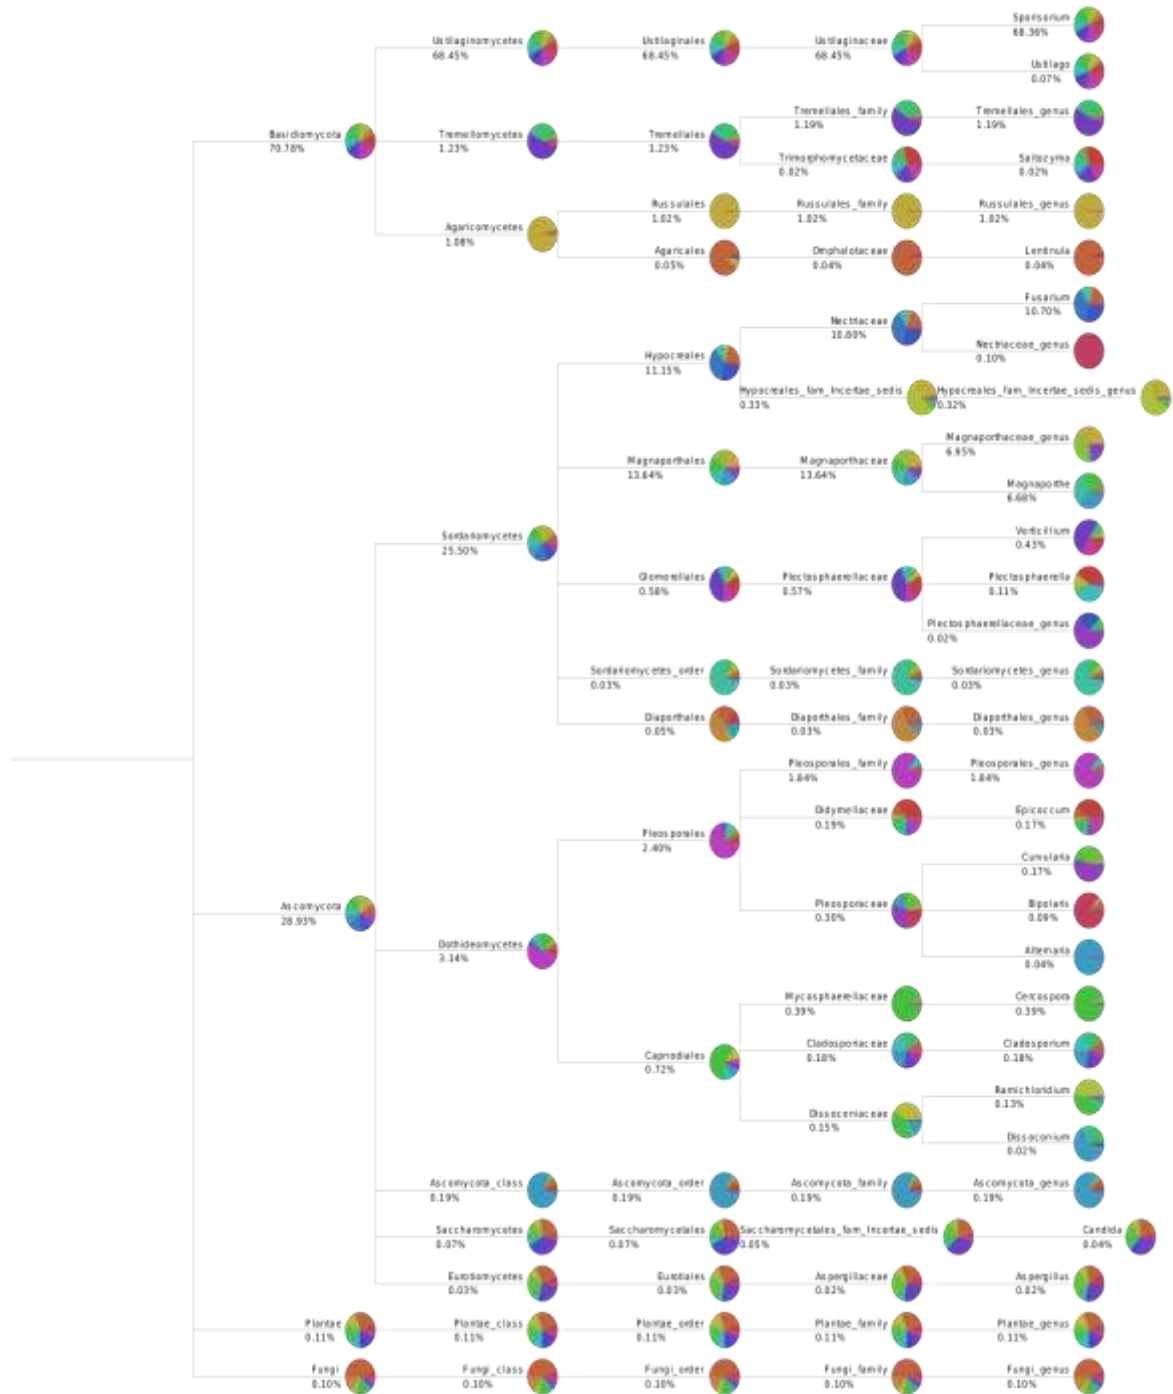 Sporisorium
68.36%
Ustilaginomycetes
68.45%
Ustilaginales
68.45%
Ustilaginaceae
68.45%
Ustilago
0.07%
Tremellales_family
1.19%
Tremellales_genus
1.19%
Basidiomycota
70.78%
Tremellomycetes
1.23%
Tremellales
1.23%
Trimorphomycetaceae
0.02%
Saitozyma
0.02%
Russulales
1.02%
Russulales_family
1.02%
Russulales_genus
1.02%
Agaricomycetes
1.08%
Agaricales
0.05%
Omphalotaceae
0.04%
Lentinula
0.04%
Fusarium
10.70%
Nectriaceae
10.80%
Nectriaceae_genus
0.10%
Hypocreales
11.15%
Hypocreales_fam_Incertae_sedis
0.33%
Hypocreales_fam_Incertae_sedis_genus
0.32%
Magnaporthaceae_genus
6.95%
Magnaporthales
13.64%
Magnaporthaceae
13.64%
Magnaporthe
6.68%
Verticillium
0.43%
Sordariomycetes
25.50%
Glomerellales
0.58%
Plectosphaerellaceae
0.57%
Plectosphaerella
0.11%
Plectosphaerellaceae_genus
0.02%
Sordariomycetes_order
0.03%
Sordariomycetes_family
0.03%
Sordariomycetes_genus
0.03%
Diaporthales
0.05%
Diaporthales_family
0.03%
Diaporthales_genus
0.03%
Pleosporales_family
1.84%
Pleosporales_genus
1.84%
Didymellaceae
0.19%
Epicoccum
0.17%
Pleosporales
2.40%
Curvularia
0.17%
Ascomycota
28.93%
Pleosporaceae
0.30%
Bipolaris
0.09%
Dothideomycetes
3.14%
Alternaria
0.04%
Mycosphaerellaceae
0.39%
Cercospora
0.39%
Capnodiales
0.72%
Cladosporiaceae
0.18%
Cladosporium
0.18%
Ramichloridium
0.13%
Dissoconiaceae
0.15%
Dissoconium
0.02%
Ascomycota_class
0.19%
Ascomycota_order
0.19%
Ascomycota_family
0.19%
Ascomycota_genus
0.19%
Saccharomycetes
0.07%
Saccharomycetales
0.07%
Saccharomycetales_fam_Incertae_sedis
0.05%
Candida
0.04%
Eurotiomycetes
0.03%
Eurotiales
0.03%
Aspergillaceae
0.02%
Aspergillus
0.02%
Plantae
0.11%
Plantae_class
0.11%
Plantae_order
0.11%
Plantae_family
0.11%
Plantae_genus
0.11%
Fungi
0.10%
Fungi_class
0.10%
Fungi_order
0.10%
Fungi_family
0.10%
Fungi_genus
0.10%